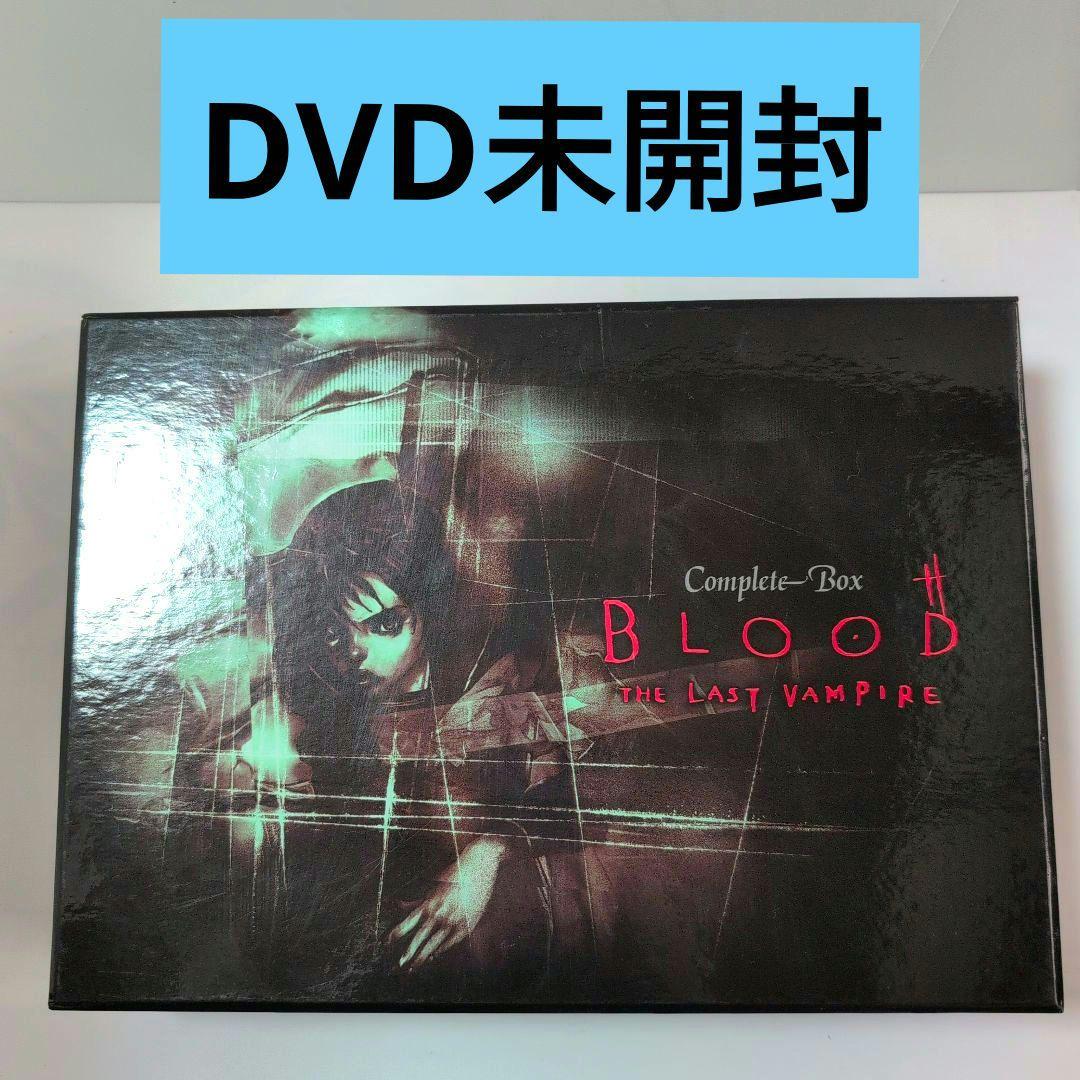 DVD未開封
Complete Box
BLOOD
THE LAST VAMPIRE